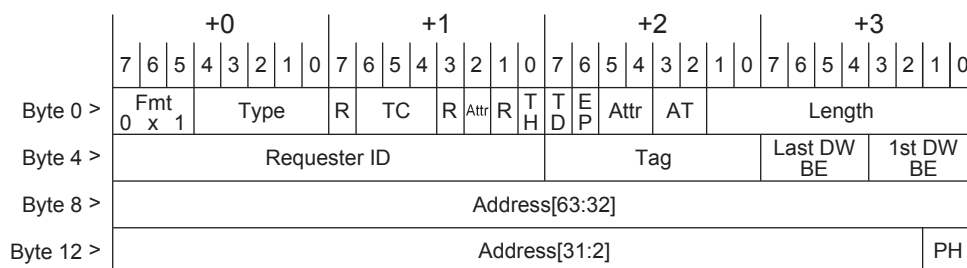 +0 +1 +2 +3
7 6 5 4 3 2 1 0 7 6 5 4 3 2 1 0 7 6 5 4 3 2 1 0 7 6 5 4 3 2 1 0
Byte 0 > Fmt 0 x 1 Type R TC R Attr R TH TD EP Attr AT Length
Byte 4 > Requester ID Tag Last DW BE 1st DW BE
Byte 8 > Address[63:32]
Byte 12 > Address[31:2] PH